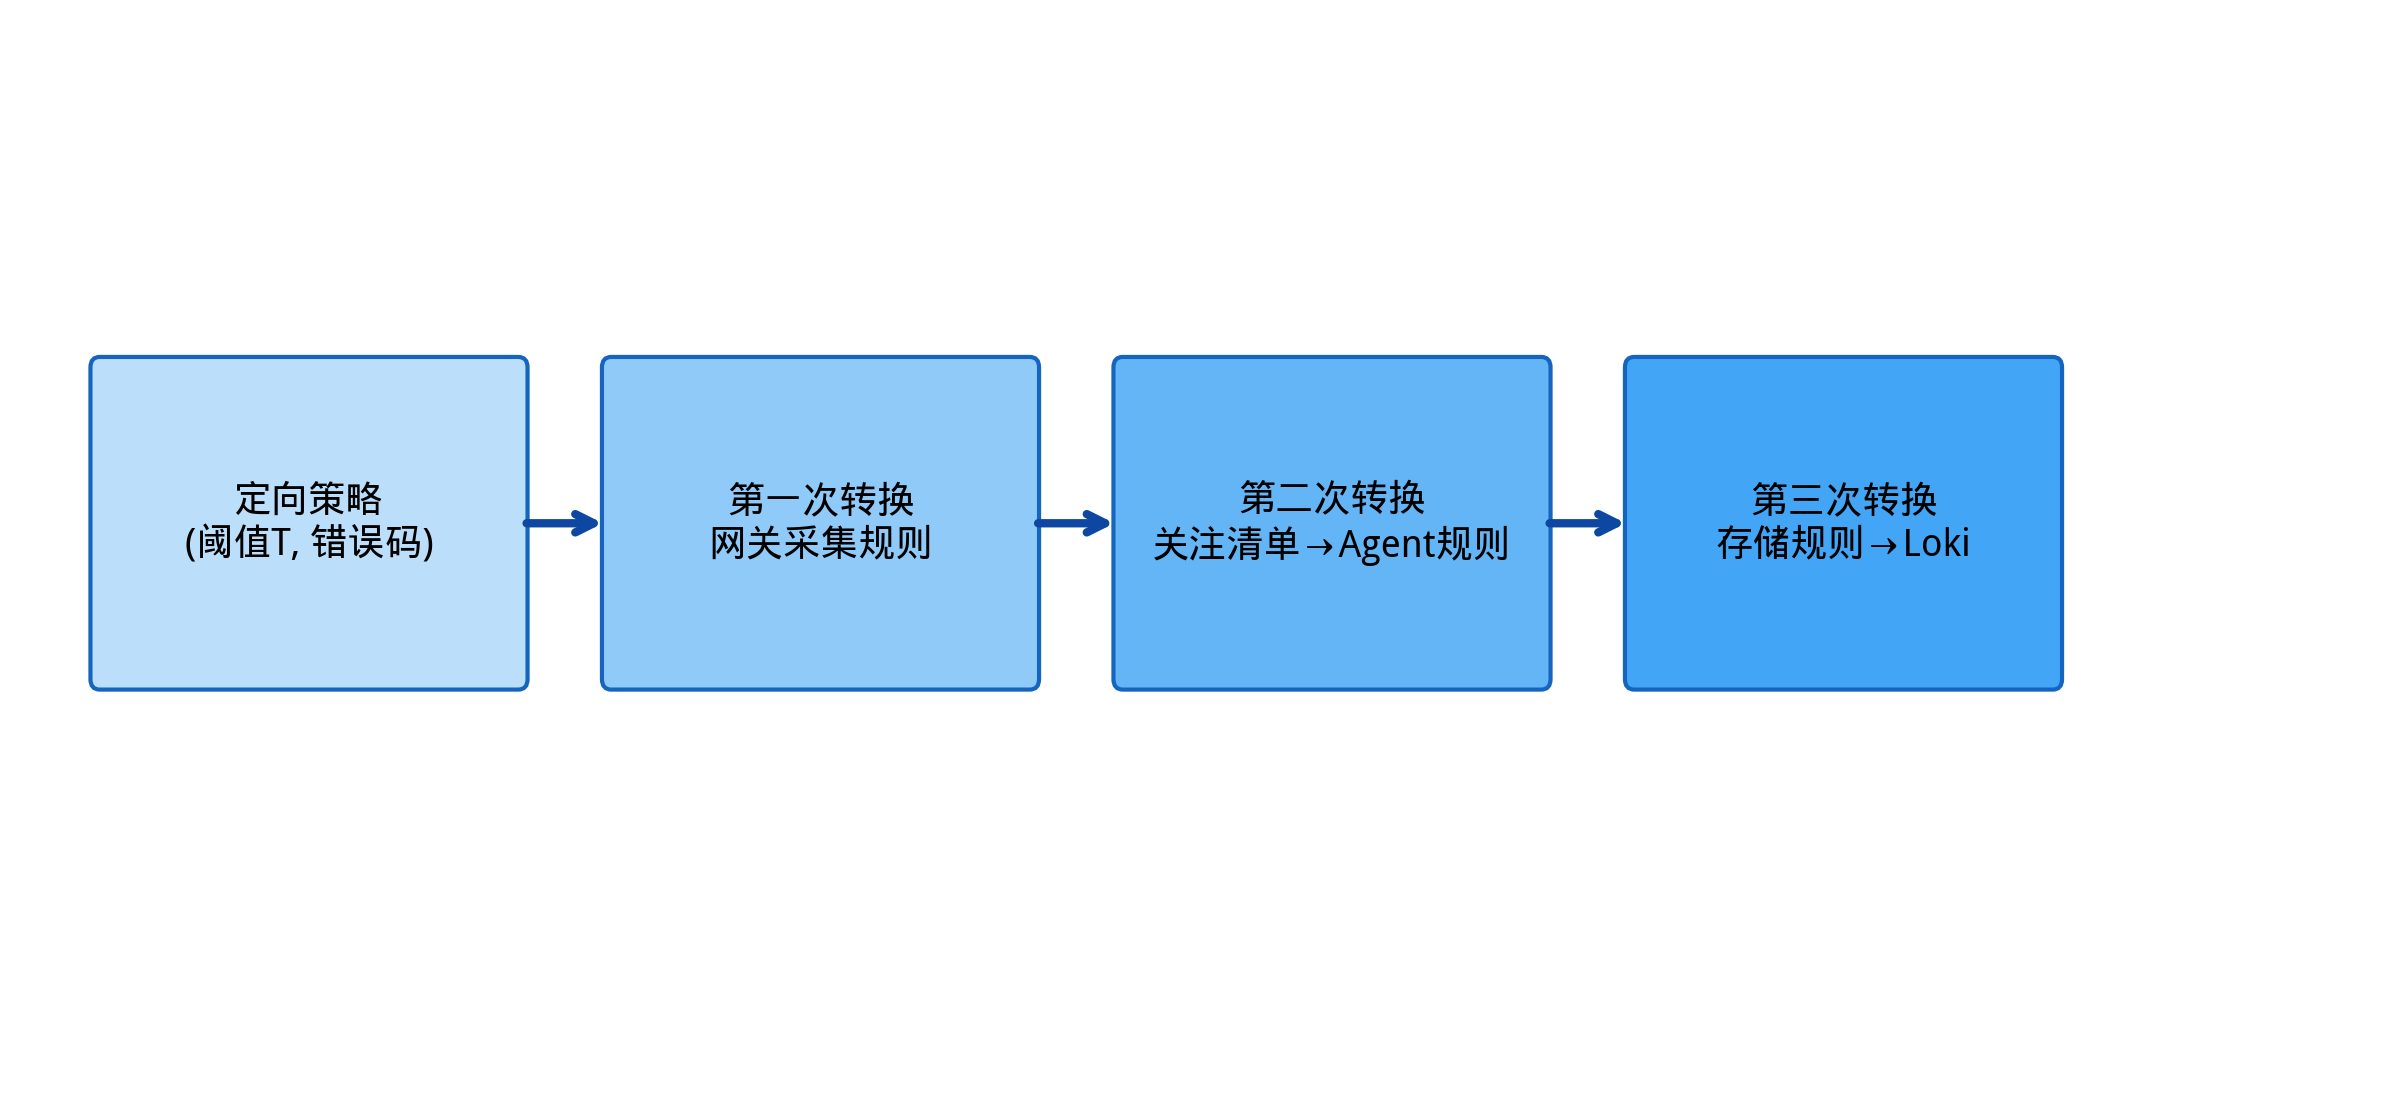 定向策略
(阈值T, 错误码)
第一次转换
网关采集规则
第二次转换
关注清单→Agent规则
第三次转换
存储规则→Loki